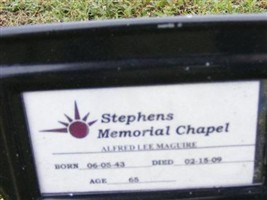 Stephens
Memorial Chapel
ALFRED LEE MAGUIRE
BORN 06-05-43 DIED 02-15-09
AGE 65